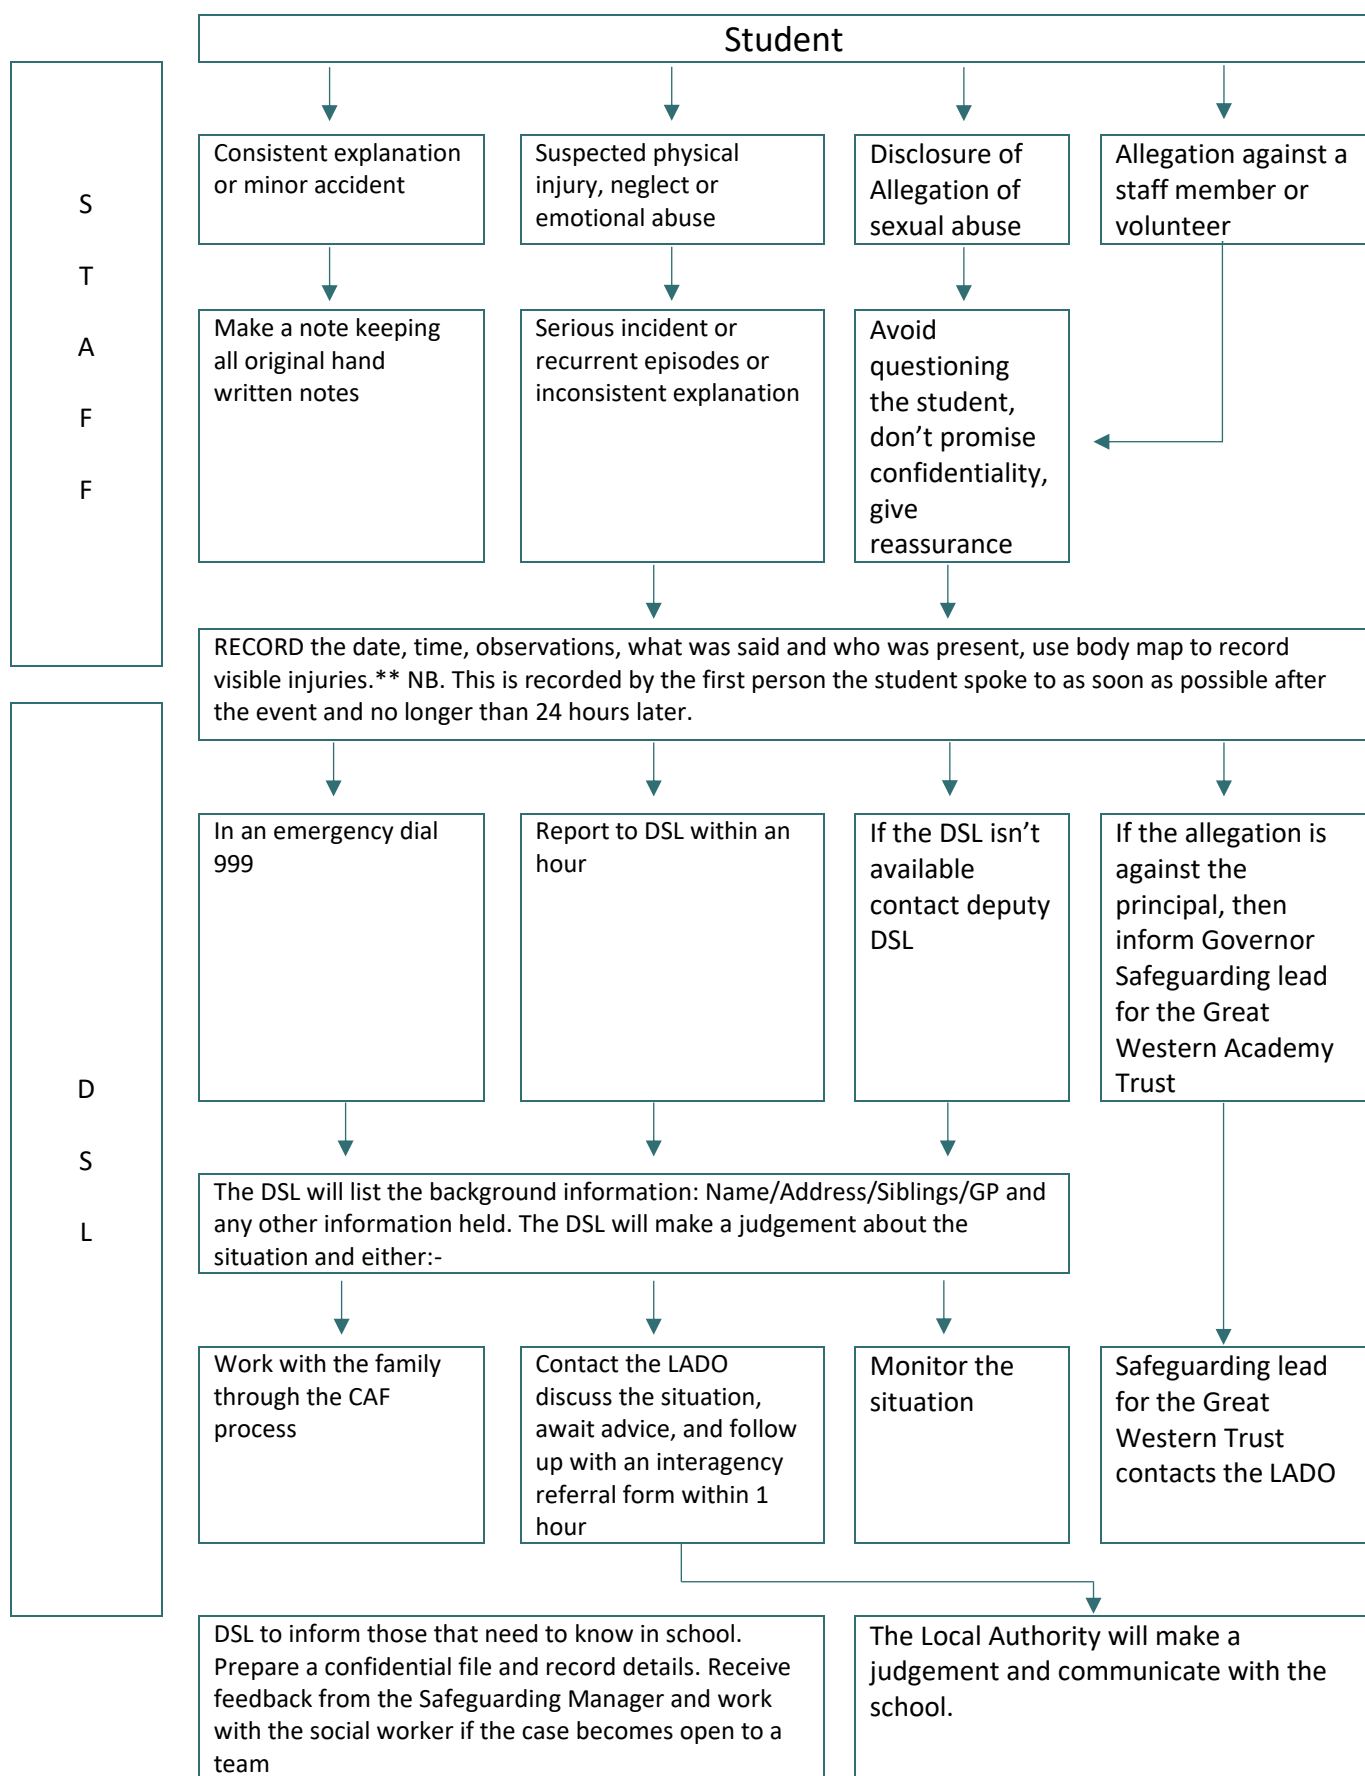 Student
S
T
A
F
F
Consistent explanation
or minor accident
Suspected physical
injury, neglect or
emotional abuse
Disclosure of
Allegation of
sexual abuse
Allegation against a
staff member or
volunteer
Make a note keeping
all original hand
written notes
Serious incident or
recurrent episodes or
inconsistent explanation
Avoid
questioning
the student,
don’t promise
confidentiality,
give
reassurance
RECORD the date, time, observations, what was said and who was present, use body map to record
visible injuries.** NB. This is recorded by the first person the student spoke to as soon as possible after
the event and no longer than 24 hours later.
D
S
L
In an emergency dial
999
Report to DSL within an
hour
If the DSL isn’t
available
contact deputy
DSL
If the allegation is
against the
principal, then
inform Governor
Safeguarding lead
for the Great
Western Academy
Trust
The DSL will list the background information: Name/Address/Siblings/GP and
any other information held. The DSL will make a judgement about the
situation and either:-
Work with the family
through the CAF
process
Contact the LADO
discuss the situation,
await advice, and follow
up with an interagency
referral form within 1
hour
Monitor the
situation
Safeguarding lead
for the Great
Western Trust
contacts the LADO
DSL to inform those that need to know in school.
Prepare a confidential file and record details. Receive
feedback from the Safeguarding Manager and work
with the social worker if the case becomes open to a
team
The Local Authority will make a
judgement and communicate with the
school.